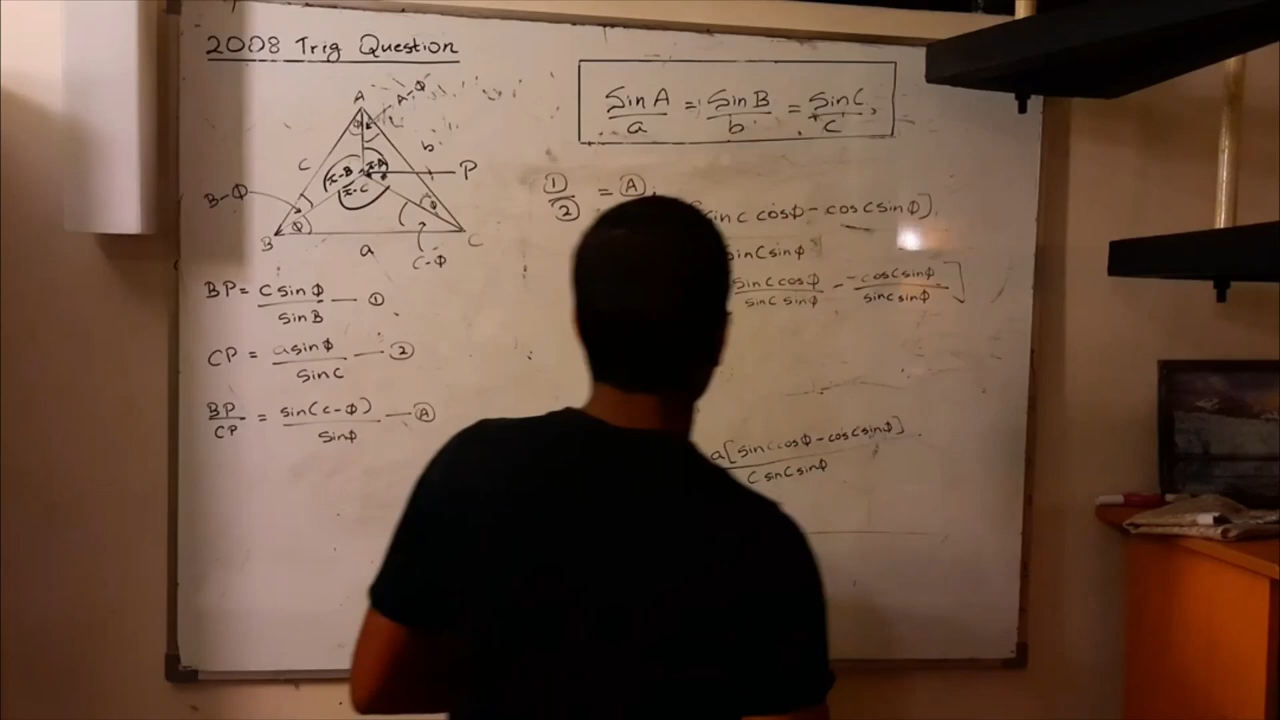 2008 Trig Question
A
A-Φ
Φ
c
b
π-B
π-A
π-C
P
B-Φ
Φ
Φ
B
a
C
C-Φ
BP = c sin Φ / sin B — ①
CP = a sin Φ / sin C — ②
BP / CP = sin(c-Φ) / sin Φ — Ⓐ
Sin A / a = Sin B / b = Sin C / c
① / ② = Ⓐ
sin C cos Φ - cos C sin Φ]
sin C sin Φ
sin C cos Φ / sin C sin Φ - cos C sin Φ / sin C sin Φ]
a[sin C cos Φ - cos C sin Φ] / C sin C sin Φ